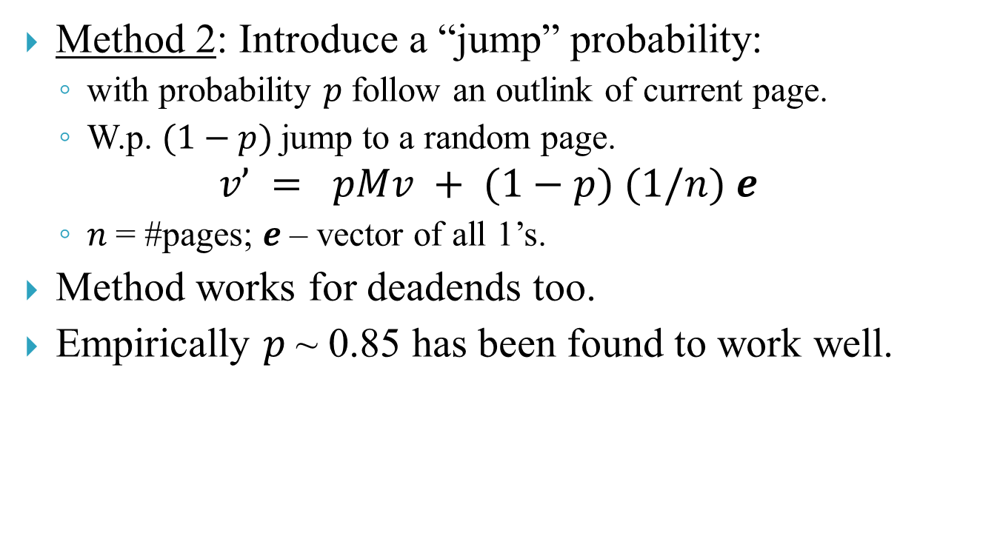 Method 2: Introduce a “jump” probability:
with probability p follow an outlink of current page.
W.p. (1 − p) jump to a random page.
v’ = pMv + (1 − p) (1/n) e
n = #pages; e – vector of all 1’s.
Method works for deadends too.
Empirically p ~ 0.85 has been found to work well.